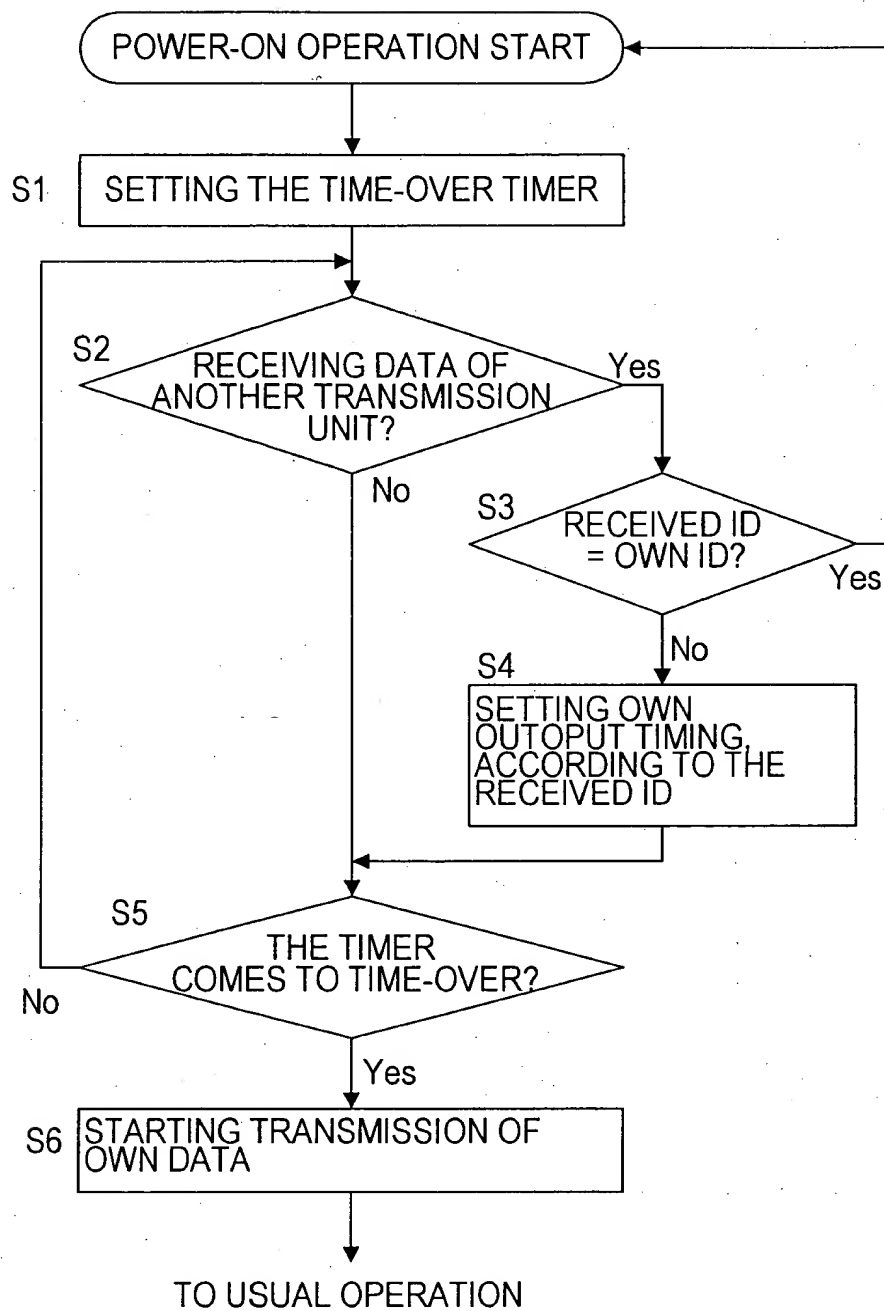 POWER-ON OPERATION START
S1
SETTING THE TIME-OVER TIMER
S2
RECEIVING DATA OF
ANOTHER TRANSMISSION
UNIT?
Yes
No
S3
RECEIVED ID
= OWN ID?
Yes
No
S4
SETTING OWN
OUTOPUT TIMING,
ACCORDING TO THE
RECEIVED ID
S5
THE TIMER
COMES TO TIME-OVER?
No
Yes
S6
STARTING TRANSMISSION OF
OWN DATA
TO USUAL OPERATION